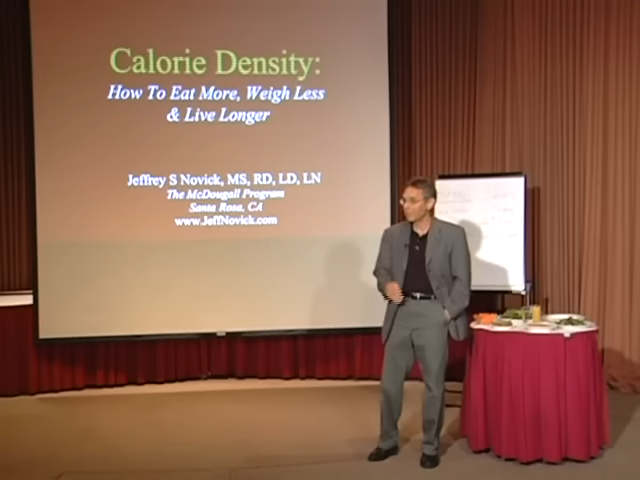 Calorie Density:
How To Eat More, Weigh Less
& Live Longer
Jeffrey S Novick, MS, RD, LD, LN
The McDougall Program
Santa Rosa, CA
www.JeffNovick.com